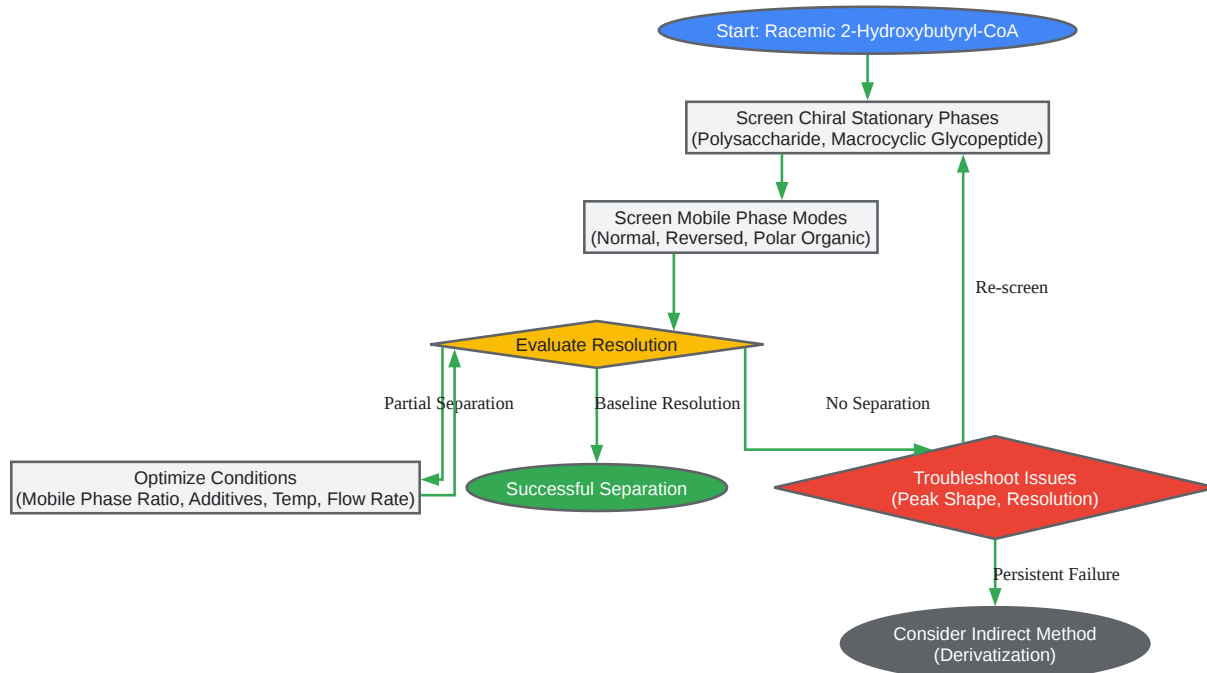 Start: Racemic 2-Hydroxybutyryl-CoA
Screen Chiral Stationary Phases
(Polysaccharide, Macrocyclic Glycopeptide)
Screen Mobile Phase Modes
(Normal, Reversed, Polar Organic)
Re-screen
Evaluate Resolution
Partial Separation
Baseline Resolution
No Separation
Optimize Conditions
(Mobile Phase Ratio, Additives, Temp, Flow Rate)
Successful Separation
Troubleshoot Issues
(Peak Shape, Resolution)
Persistent Failure
Consider Indirect Method
(Derivatization)